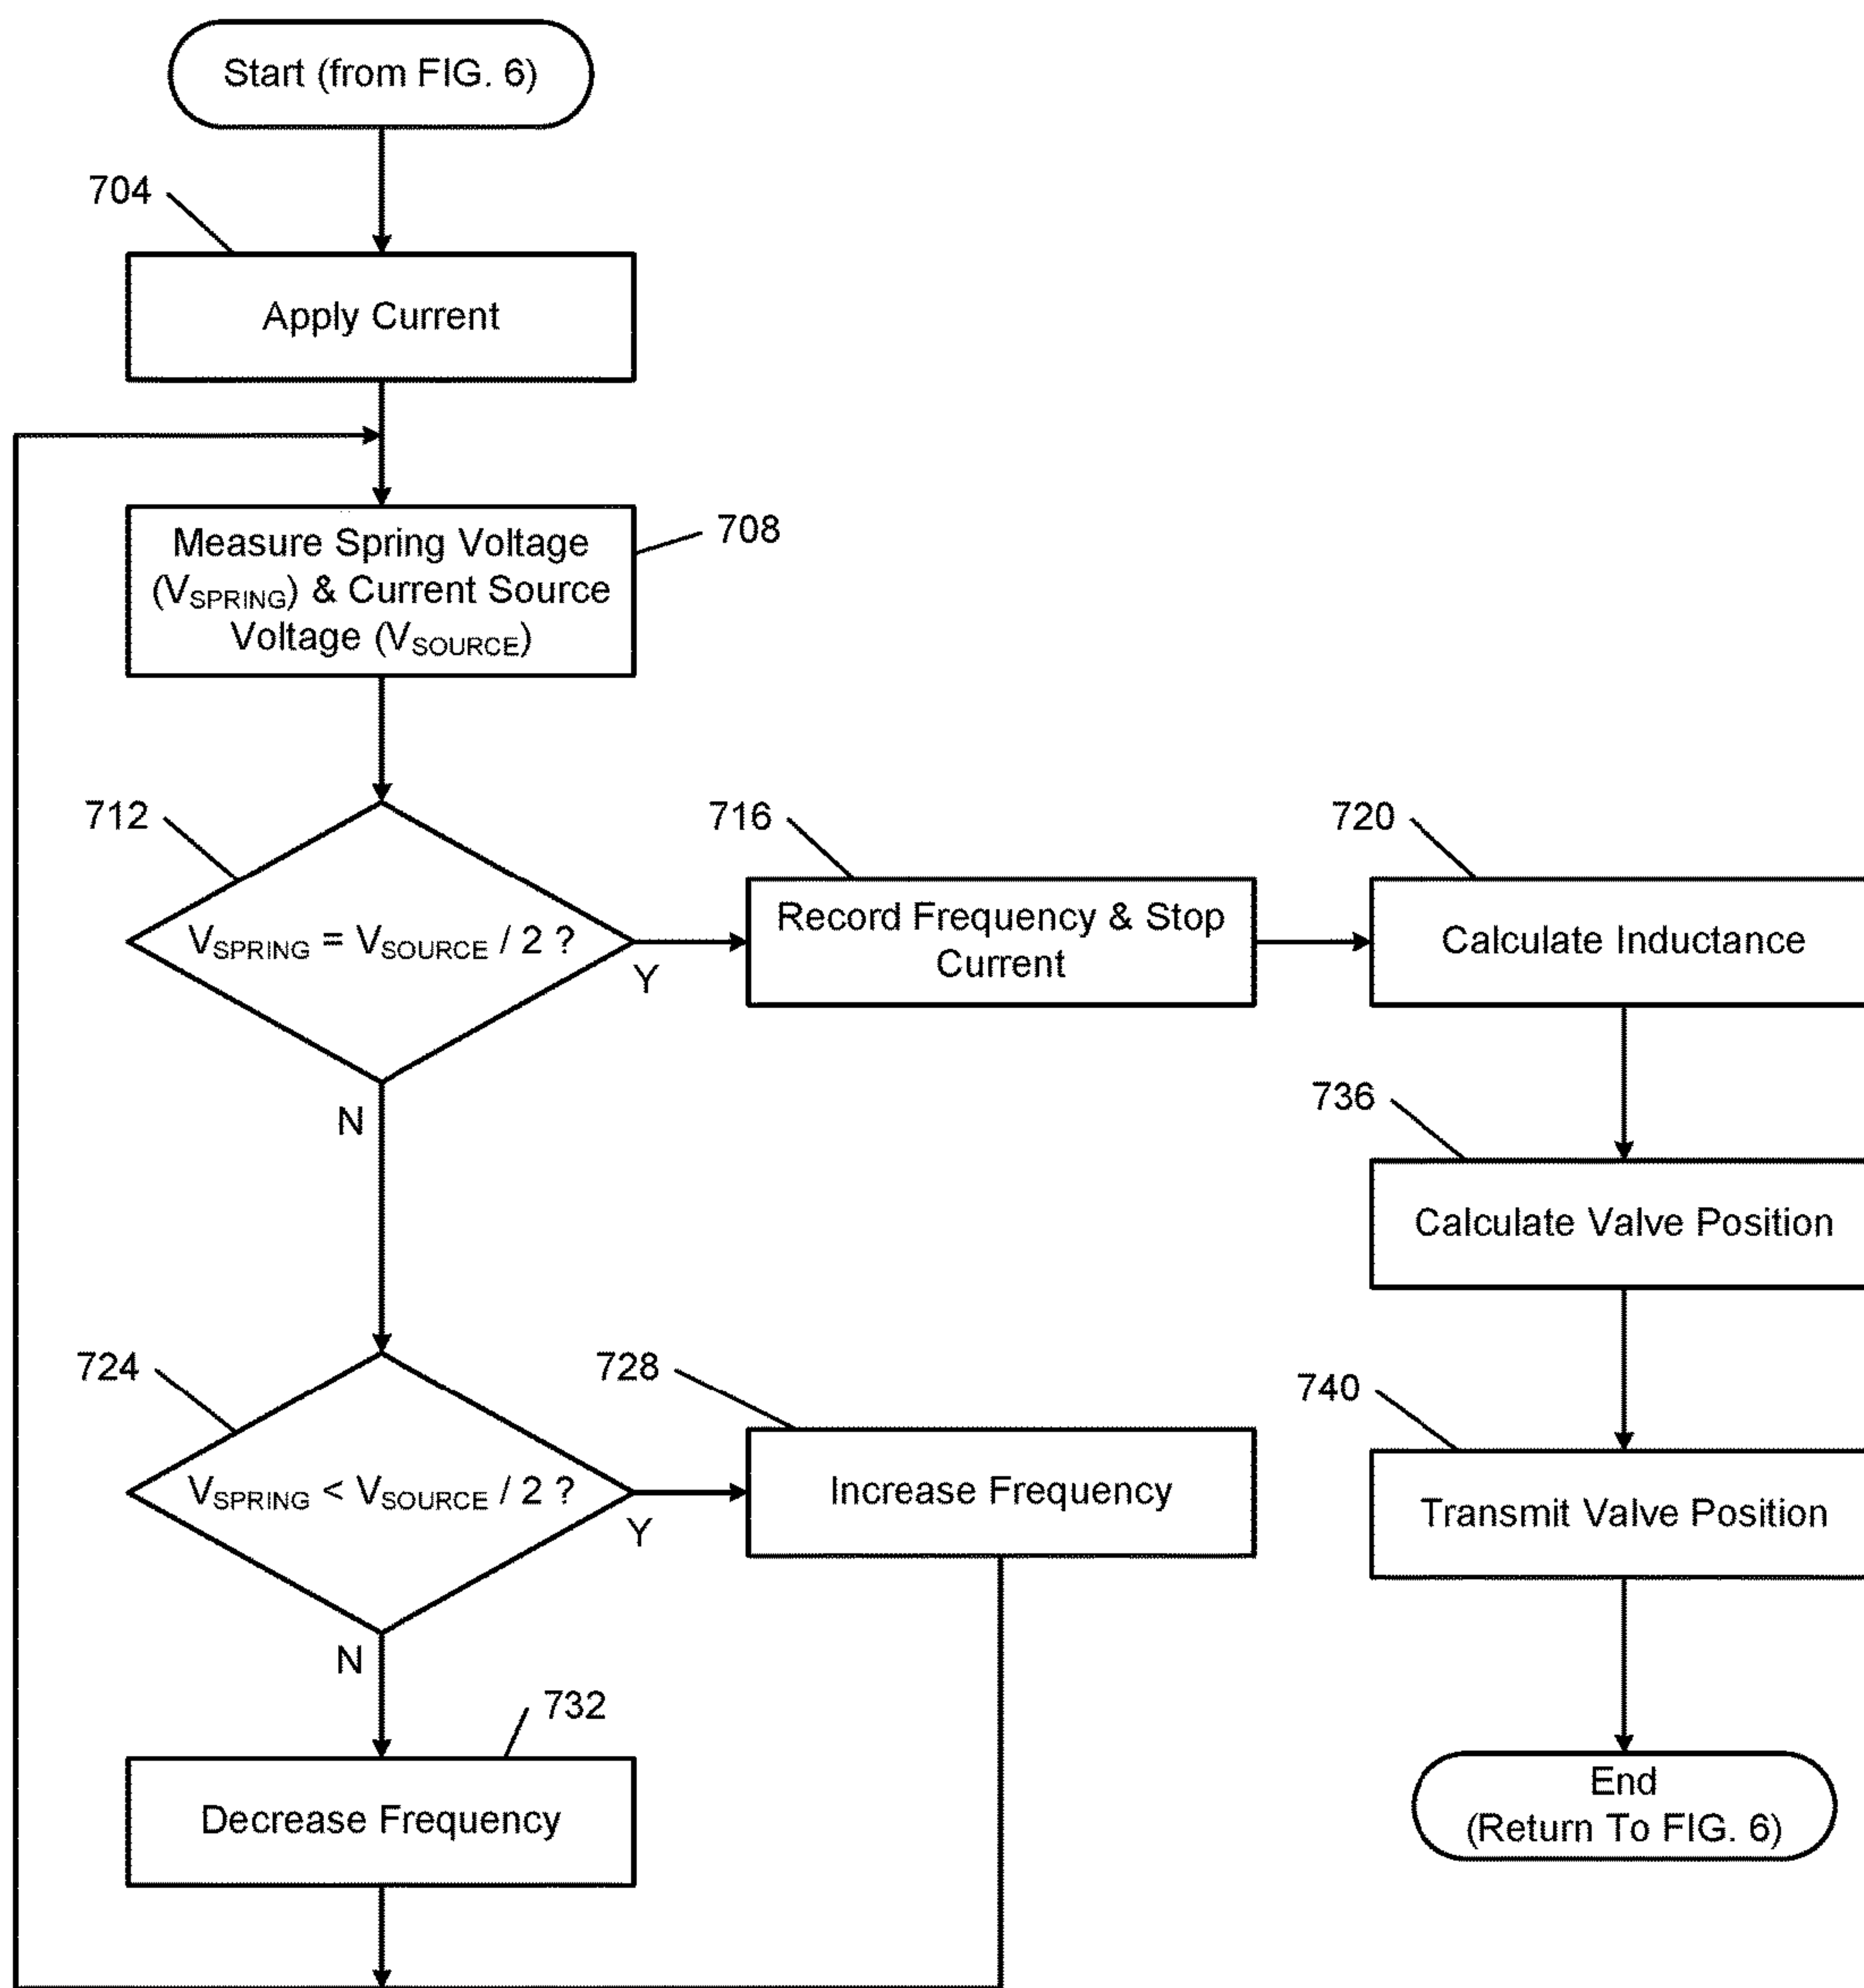 Start (from FIG. 6)
704
Apply Current
Measure Spring Voltage
(VSPRING) & Current Source
Voltage (VSOURCE)
708
712
VSPRING = VSOURCE / 2 ?
Y
N
716
Record Frequency & Stop
Current
720
Calculate Inductance
736
Calculate Valve Position
724
VSPRING < VSOURCE / 2 ?
Y
N
728
Increase Frequency
740
Transmit Valve Position
732
Decrease Frequency
End
(Return To FIG. 6)